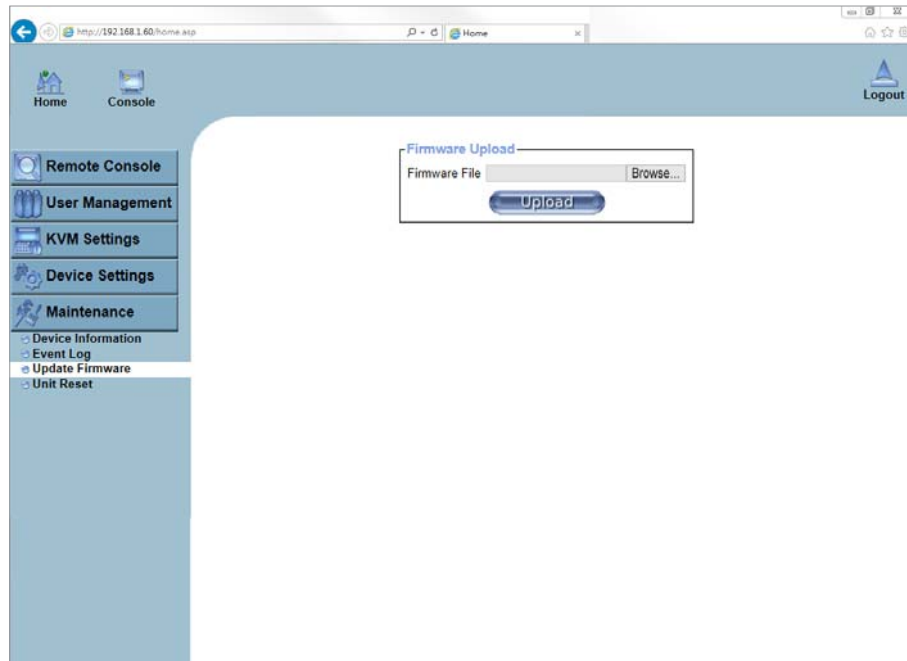 http://192.168.1.60/home.asp
Home
Home
Console
Logout
Remote Console
User Management
KVM Settings
Device Settings
Maintenance
Device Information
Event Log
Update Firmware
Unit Reset
Firmware Upload
Firmware File
Browse...
Upload